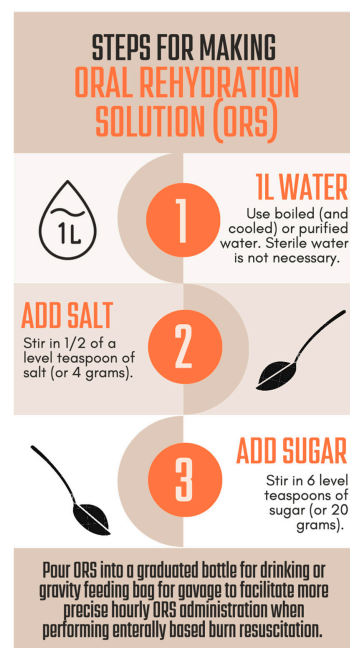 STEPS FOR MAKING
ORAL REHYDRATION
SOLUTION (ORS)
1L
1
1L WATER
Use boiled (and
cooled) or purified
water. Sterile water
is not necessary.
ADD SALT
Stir in 1/2 of a
level teaspoon of
salt (or 4 grams).
2
3
ADD SUGAR
Stir in 6 level
teaspoons of
sugar (or 20
grams).
Pour ORS into a graduated bottle for drinking or
gravity feeding bag for gavage to facilitate more
precise hourly ORS administration when
performing enterally based burn resuscitation.